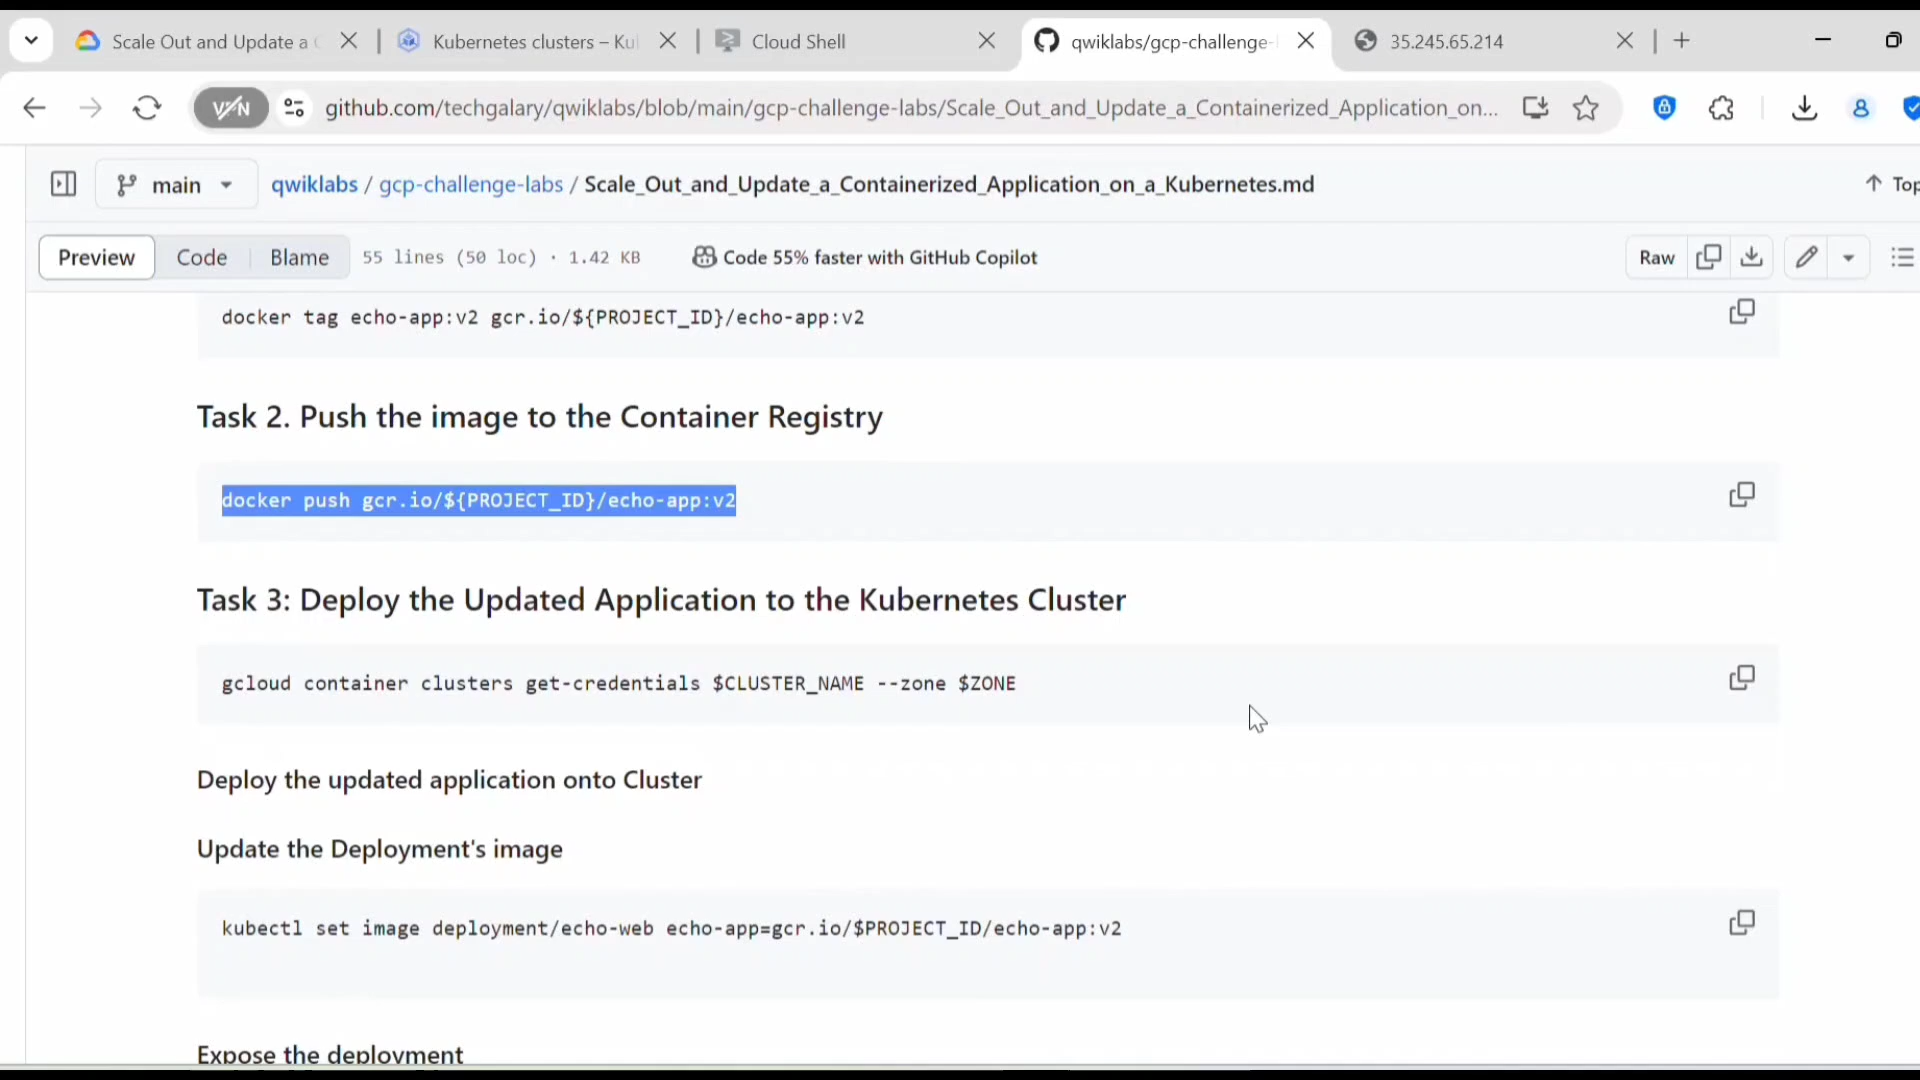 Scale Out and Update a C
Kubernetes clusters – Ku
Cloud Shell
qwiklabs/gcp-challenge-l
35.245.65.214
VPN
github.com/techgalary/qwiklabs/blob/main/gcp-challenge-labs/Scale_Out_and_Update_a_Containerized_Application_on...
main
qwiklabs / gcp-challenge-labs / Scale_Out_and_Update_a_Containerized_Application_on_a_Kubernetes.md
Top
Preview
Code
Blame
55 lines (50 loc) · 1.42 KB
Code 55% faster with GitHub Copilot
Raw
docker tag echo-app:v2 gcr.io/${PROJECT_ID}/echo-app:v2
Task 2. Push the image to the Container Registry
docker push gcr.io/${PROJECT_ID}/echo-app:v2
Task 3: Deploy the Updated Application to the Kubernetes Cluster
gcloud container clusters get-credentials $CLUSTER_NAME --zone $ZONE
Deploy the updated application onto Cluster
Update the Deployment's image
kubectl set image deployment/echo-web echo-app=gcr.io/$PROJECT_ID/echo-app:v2
Expose the deployment